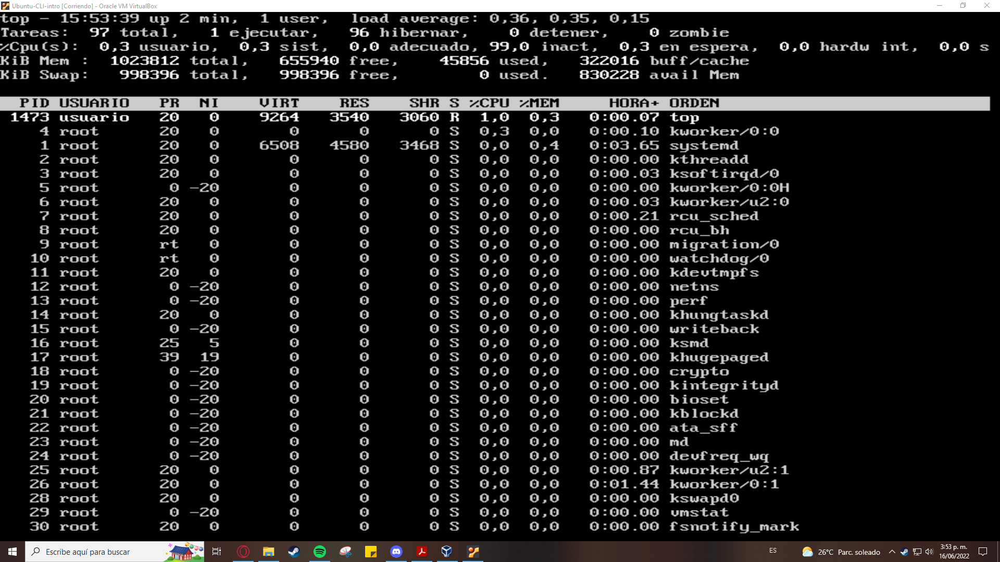 Ubuntu-CLI-intro [Corriendo] - Oracle VM VirtualBox
top - 15:53:39 up 2 min,  1 user,  load average: 0,36, 0,35, 0,15
Tareas:  97 total,   1 ejecutar,   96 hibernar,    0 detener,    0 zombie
%Cpu(s):  0,3 usuario,  0,3 sist,  0,0 adecuado, 99,0 inact,  0,3 en espera,  0,0 hardw int,  0,0 s
KiB Mem :  1023812 total,   655940 free,    45856 used,   322016 buff/cache
KiB Swap:   998396 total,   998396 free,        0 used.   830228 avail Mem
PID USUARIO PR NI VIRT RES SHR S %CPU %MEM HORA+ ORDEN
1473 usuario 20 0 9264 3540 3060 R 1,0 0,3 0:00.07 top
4 root 20 0 0 0 0 S 0,3 0,0 0:00.10 kworker/0:0
1 root 20 0 6508 4580 3468 S 0,0 0,4 0:03.65 systemd
2 root 20 0 0 0 0 S 0,0 0,0 0:00.00 kthreadd
3 root 20 0 0 0 0 S 0,0 0,0 0:00.03 ksoftirqd/0
5 root 0 -20 0 0 0 S 0,0 0,0 0:00.00 kworker/0:0H
6 root 20 0 0 0 0 S 0,0 0,0 0:00.03 kworker/u2:0
7 root 20 0 0 0 0 S 0,0 0,0 0:00.21 rcu_sched
8 root 20 0 0 0 0 S 0,0 0,0 0:00.00 rcu_bh
9 root rt 0 0 0 0 S 0,0 0,0 0:00.00 migration/0
10 root rt 0 0 0 0 S 0,0 0,0 0:00.00 watchdog/0
11 root 20 0 0 0 0 S 0,0 0,0 0:00.00 kdevtmpfs
12 root 0 -20 0 0 0 S 0,0 0,0 0:00.00 netns
13 root 0 -20 0 0 0 S 0,0 0,0 0:00.00 perf
14 root 20 0 0 0 0 S 0,0 0,0 0:00.00 khungtaskd
15 root 0 -20 0 0 0 S 0,0 0,0 0:00.00 writeback
16 root 25 5 0 0 0 S 0,0 0,0 0:00.00 ksmd
17 root 39 19 0 0 0 S 0,0 0,0 0:00.00 khugepaged
18 root 0 -20 0 0 0 S 0,0 0,0 0:00.00 crypto
19 root 0 -20 0 0 0 S 0,0 0,0 0:00.00 kintegrityd
20 root 0 -20 0 0 0 S 0,0 0,0 0:00.00 bioset
21 root 0 -20 0 0 0 S 0,0 0,0 0:00.00 kblockd
22 root 0 -20 0 0 0 S 0,0 0,0 0:00.00 ata_sff
23 root 0 -20 0 0 0 S 0,0 0,0 0:00.00 md
24 root 0 -20 0 0 0 S 0,0 0,0 0:00.00 devfreq_wq
25 root 20 0 0 0 0 S 0,0 0,0 0:00.87 kworker/u2:1
26 root 20 0 0 0 0 S 0,0 0,0 0:01.44 kworker/0:1
28 root 20 0 0 0 0 S 0,0 0,0 0:00.00 kswapd0
29 root 0 -20 0 0 0 S 0,0 0,0 0:00.00 vmstat
30 root 20 0 0 0 0 S 0,0 0,0 0:00.00 fsnotify_mark
Escribe aquí para buscar
ES
26°C Parc. soleado
3:53 p. m.
16/06/2022